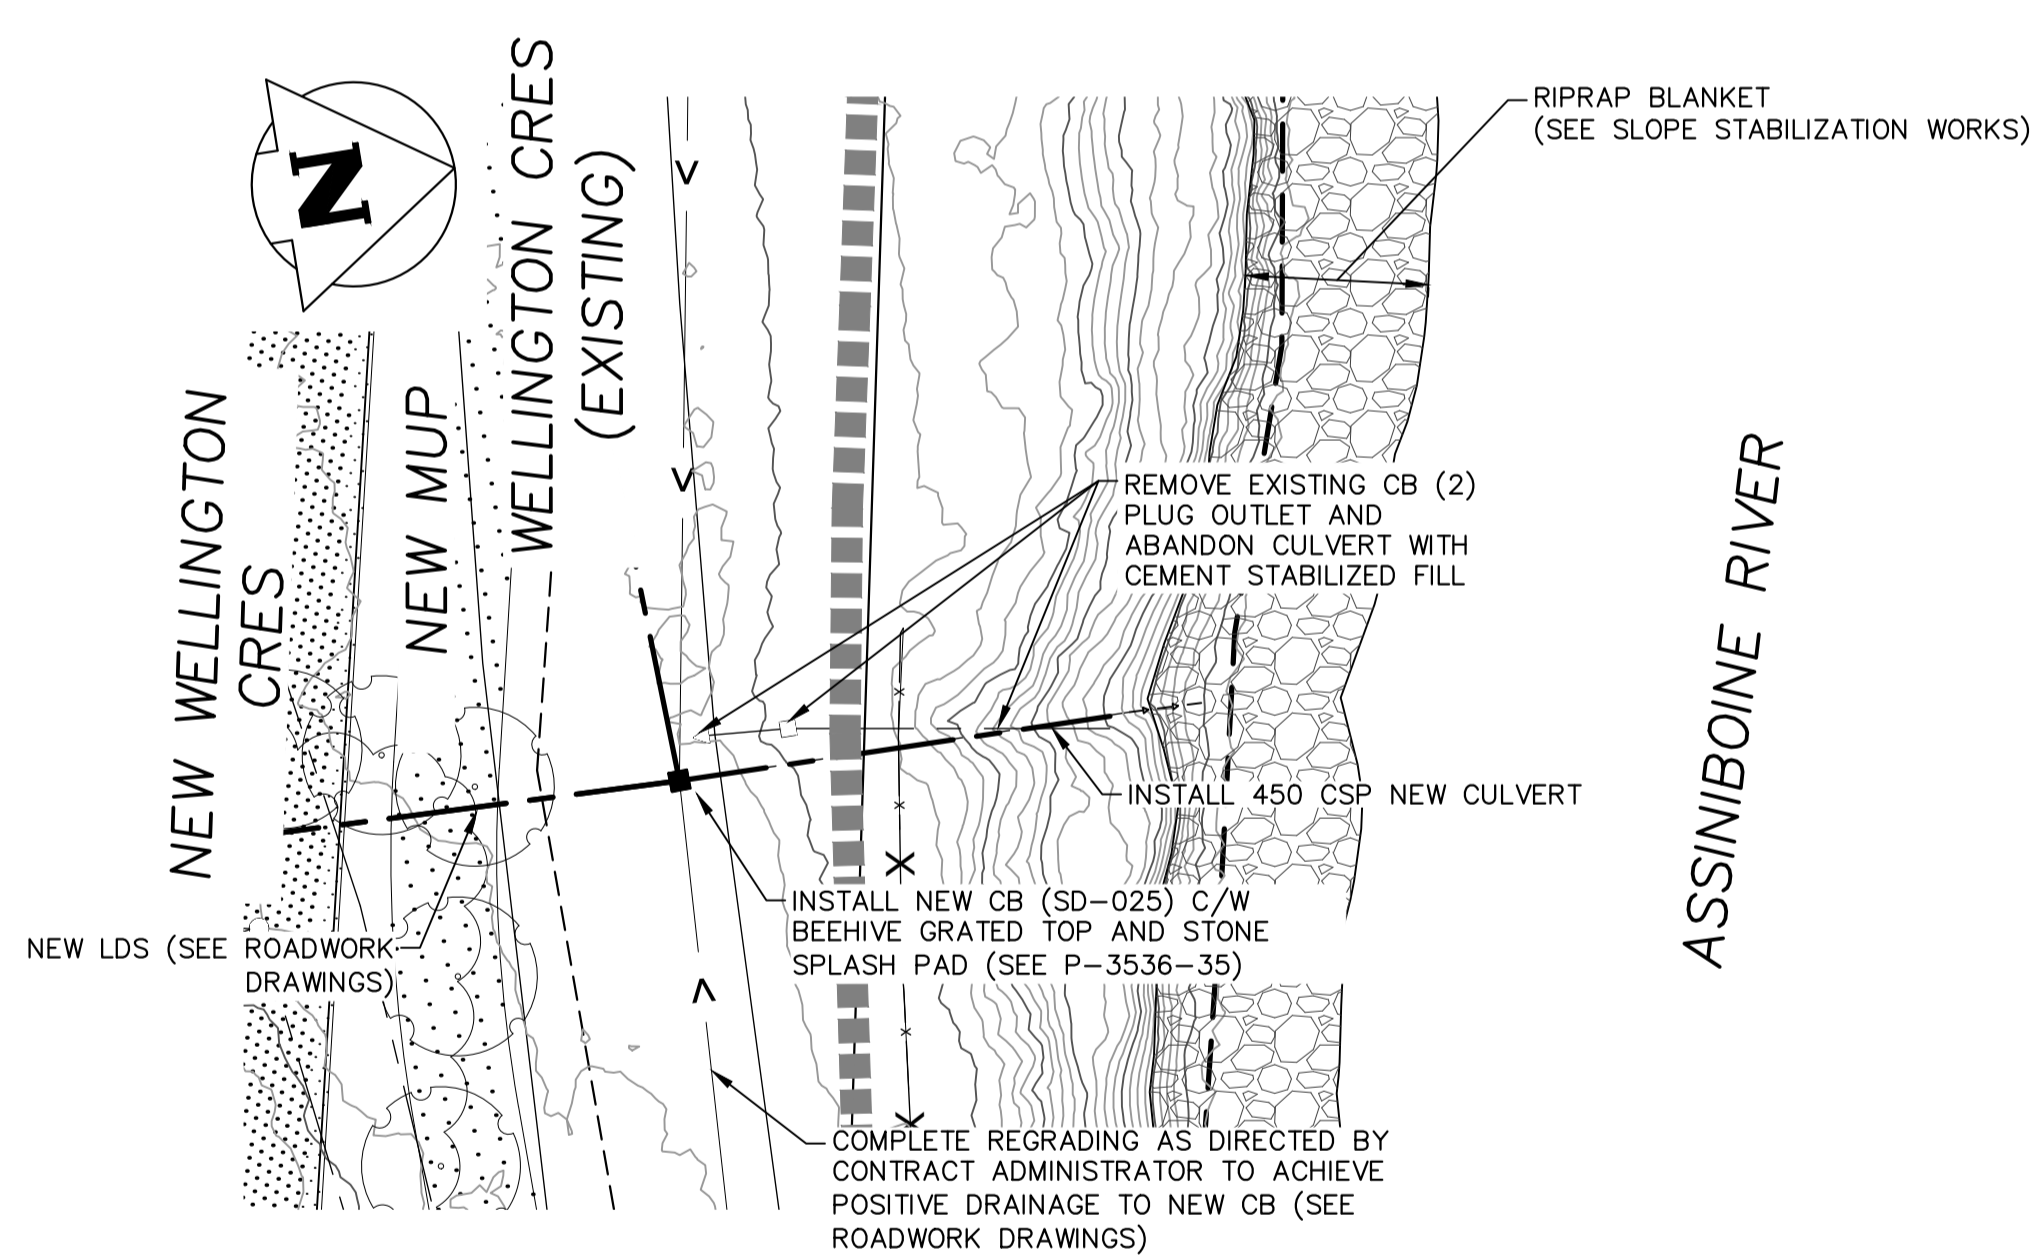 N
WELLINGTON CRES
(EXISTING)
RIPRAP BLANKET
(SEE SLOPE STABILIZATION WORKS)
NEW WELLINGTON
CRES
NEW MUP
REMOVE EXISTING CB (2)
PLUG OUTLET AND
ABANDON CULVERT WITH
CEMENT STABILIZED FILL
ASSINIBOINE RIVER
INSTALL 450 CSP NEW CULVERT
INSTALL NEW CB (SD-025) C/W
BEEHIVE GRATED TOP AND STONE
SPLASH PAD (SEE P-3536-35)
NEW LDS (SEE ROADWORK
DRAWINGS)
COMPLETE REGRADING AS DIRECTED BY
CONTRACT ADMINISTRATOR TO ACHIEVE
POSITIVE DRAINAGE TO NEW CB (SEE
ROADWORK DRAWINGS)